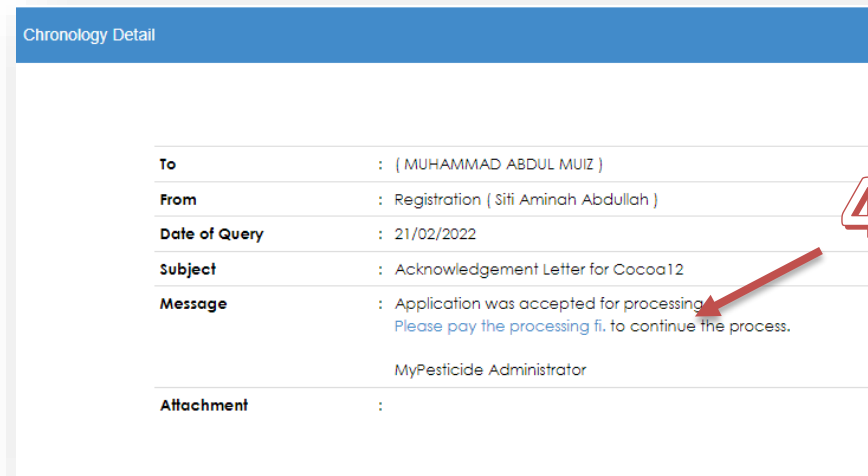 Chronology Detail
To : ( MUHAMMAD ABDUL MUIZ )
From : Registration ( Siti Aminah Abdullah )
Date of Query : 21/02/2022
Subject : Acknowledgement Letter for Cocoa12
Message : Application was accepted for processing
Please pay the processing fi. to continue the process.
MyPesticide Administrator
Attachment :
4